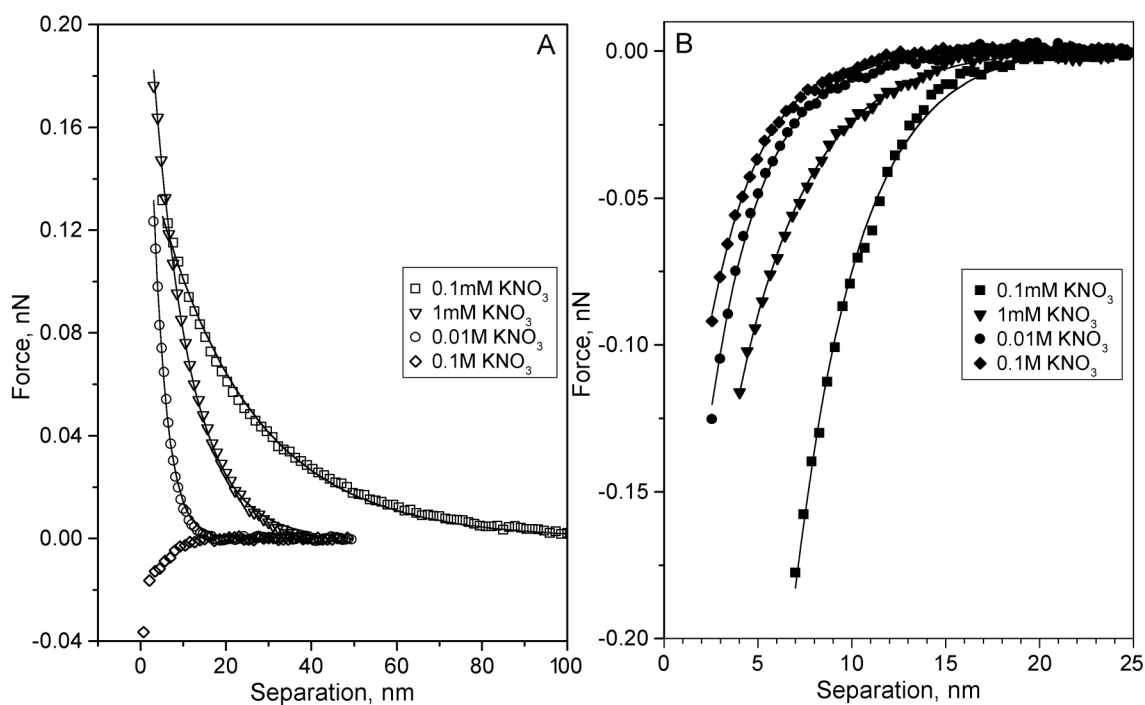 A
0.20
0.16
0.12
0.08
0.04
0.00
-0.04
Force, nN
0.1mM KNO₃
1mM KNO₃
0.01M KNO₃
0.1M KNO₃
0 20 40 60 80 100
Separation, nm
B
0.00
-0.05
-0.10
-0.15
-0.20
Force, nN
0.1mM KNO₃
1mM KNO₃
0.01M KNO₃
0.1M KNO₃
0 5 10 15 20 25
Separation, nm